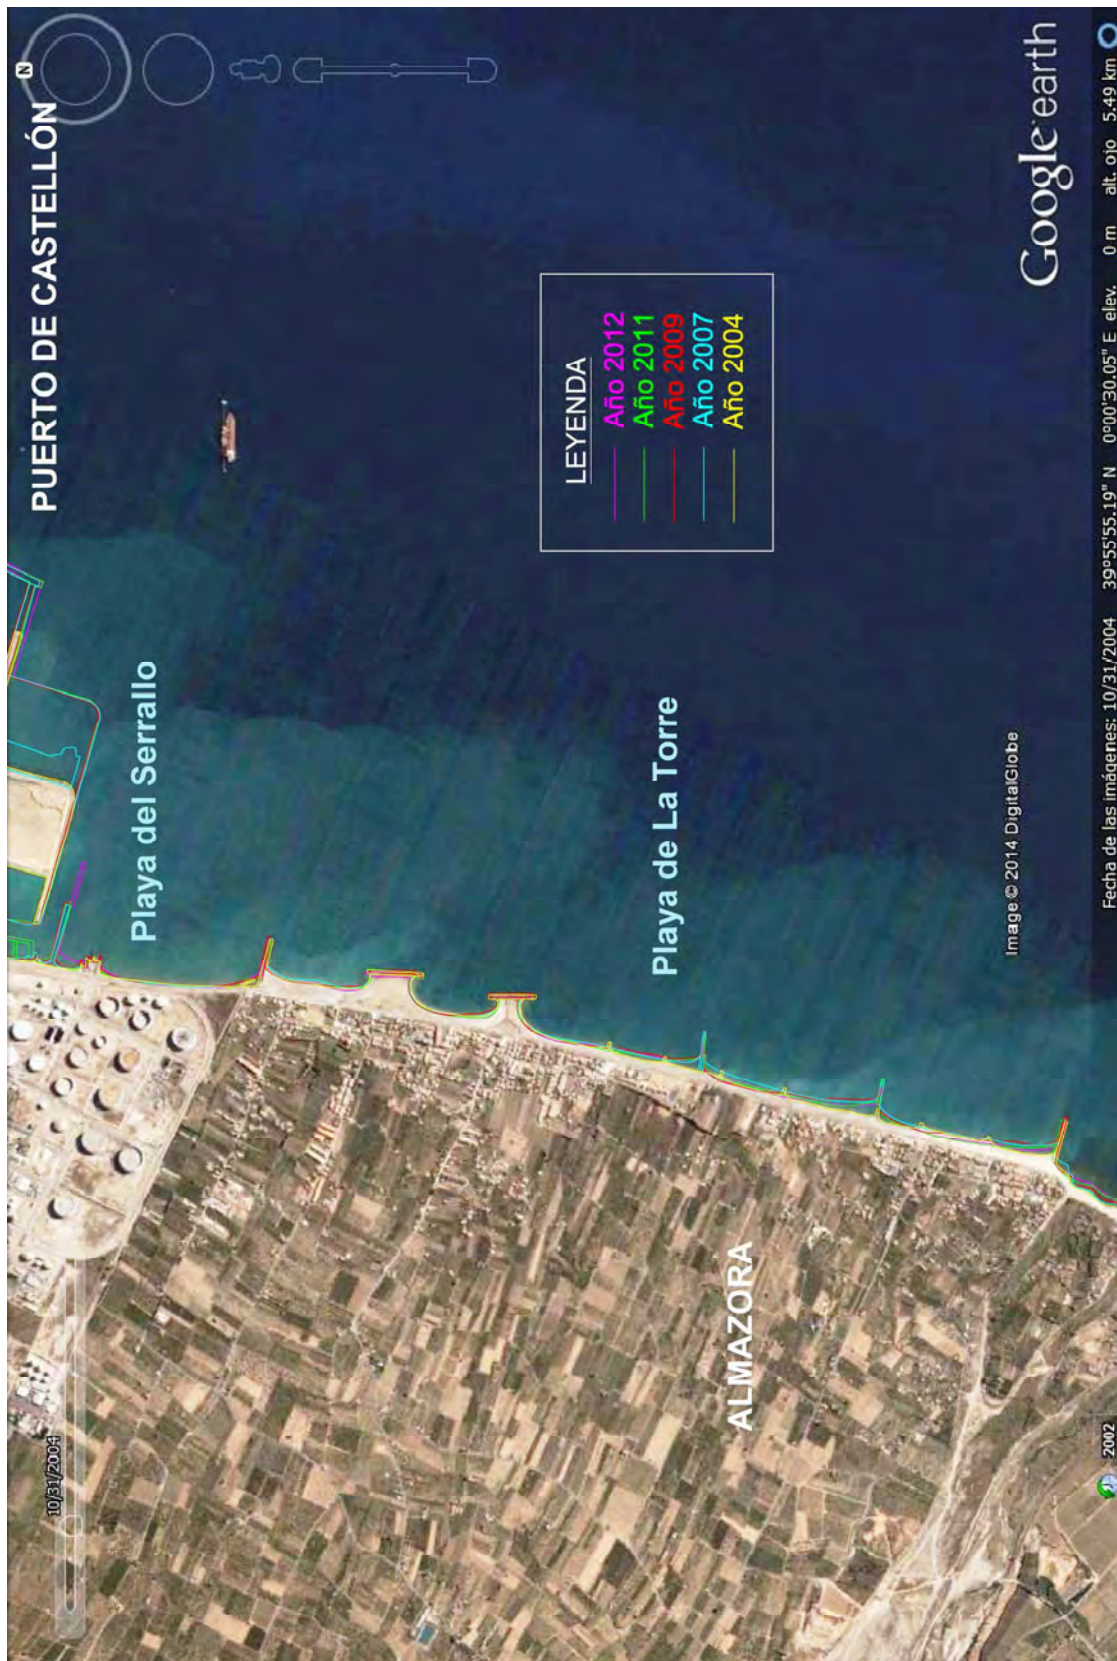 10/31/2004
N
PUERTO DE CASTELLÓN
Playa del Serrallo
LEYENDA
Año 2012
Año 2011
Año 2009
Año 2007
Año 2004
Playa de La Torre
ALMAZORA
Image © 2014 DigitalGlobe
Google earth
2002
Fecha de las imágenes: 10/31/2004 39°55'55.19" N 0°00'30.05" E elev. 0 m alt. ojo 5.49 km